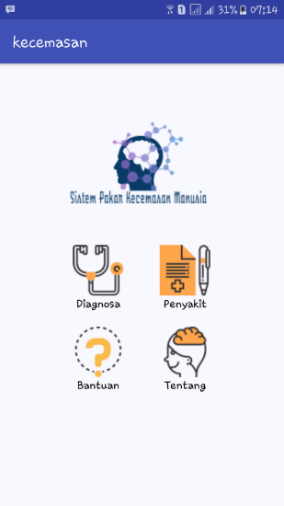 31% 07:14
kecemasan
Sistem Pakar Kecemasan Manusia
Diagnosa Penyakit
Bantuan Tentang